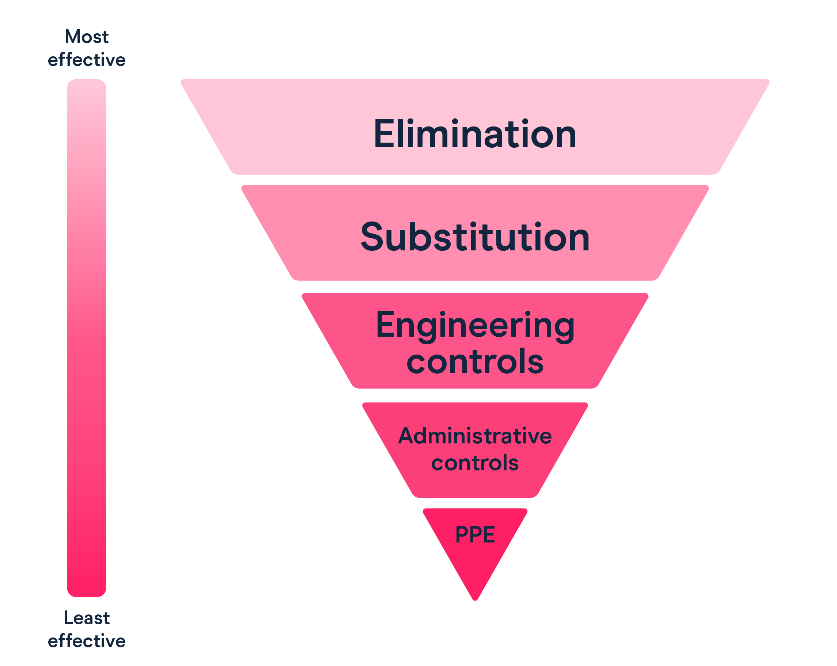 Most
effective
Elimination
Substitution
Engineering
controls
Administrative
controls
PPE
Least
effective